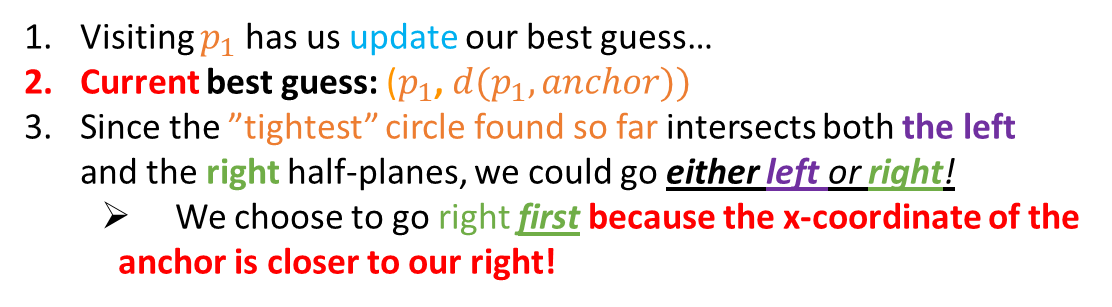 1. Visiting p₁ has us update our best guess…
2. Current best guess: (p₁, d(p₁, anchor))
3. Since the ”tightest” circle found so far intersects both the left
and the right half-planes, we could go either left or right!
➢ We choose to go right first because the x-coordinate of the
anchor is closer to our right!